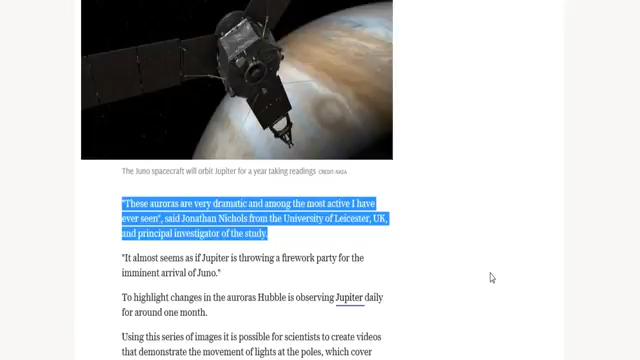 The Juno spacecraft will orbit Jupiter for a year taking readings CREDIT: NASA
"These auroras are very dramatic and among the most active I have
ever seen", said Jonathan Nichols from the University of Leicester, UK,
and principal investigator of the study.
"It almost seems as if Jupiter is throwing a firework party for the
imminent arrival of Juno."
To highlight changes in the auroras Hubble is observing Jupiter daily
for around one month.
Using this series of images it is possible for scientists to create videos
that demonstrate the movement of lights at the poles, which cover